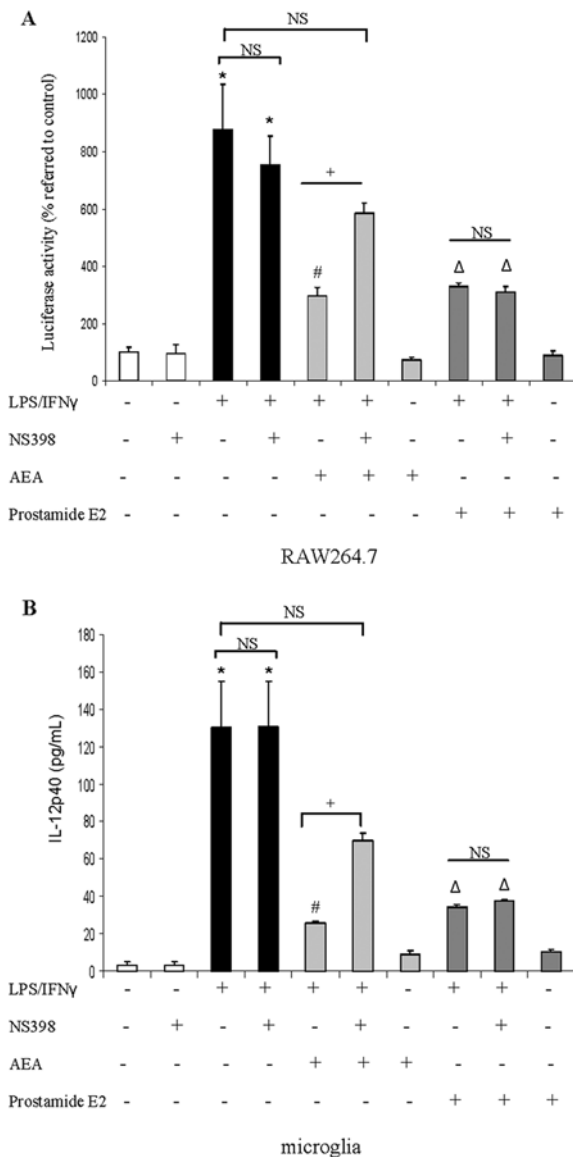 A
NS
NS
1200
1000
800
600
400
200
0
Luciferase activity (% referred to control)
* * # + Δ NS Δ
LPS/IFNγ - - + + + + - + + -
NS398 - + - + - + - - + -
AEA - - - - + + + - - -
Prostamide E2 - - - - - - - + + +
RAW264.7
B
NS
NS
180
160
140
120
100
80
60
40
20
0
IL-12p40 (pg/mL)
* * # + Δ NS Δ
LPS/IFNγ - - + + + + - + + -
NS398 - + - + - + - - + -
AEA - - - - + + + - - -
Prostamide E2 - - - - - - - + + +
microglia